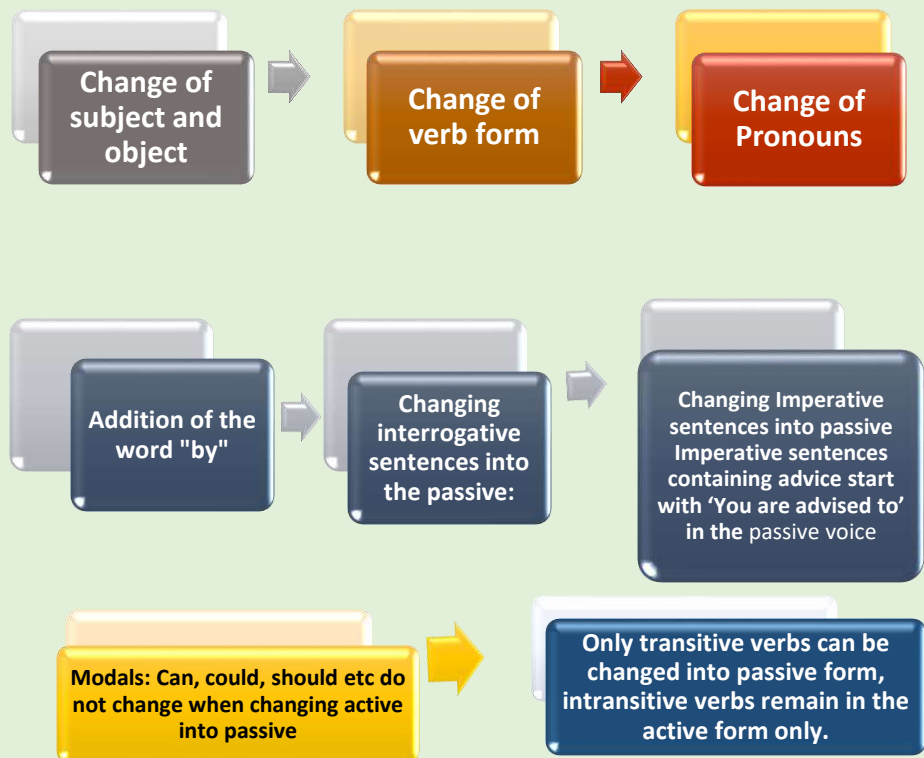 Change of
subject and
object
Change of
verb form
Change of
Pronouns
Addition of the
word "by"
Changing
interrogative
sentences into
the passive:
Changing Imperative
sentences into passive
Imperative sentences
containing advice start
with ‘You are advised to’
in the passive voice
Modals: Can, could, should etc do
not change when changing active
into passive
Only transitive verbs can be
changed into passive form,
intransitive verbs remain in the
active form only.